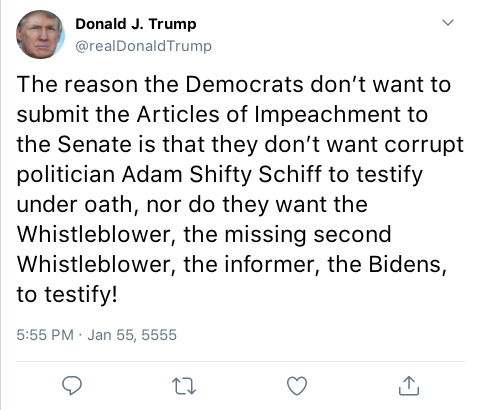 Donald J. Trump
@realDonaldTrump
The reason the Democrats don’t want to
submit the Articles of Impeachment to
the Senate is that they don’t want corrupt
politician Adam Shifty Schiff to testify
under oath, nor do they want the
Whistleblower, the missing second
Whistleblower, the informer, the Bidens,
to testify!
5:55 PM · Jan 55, 5555